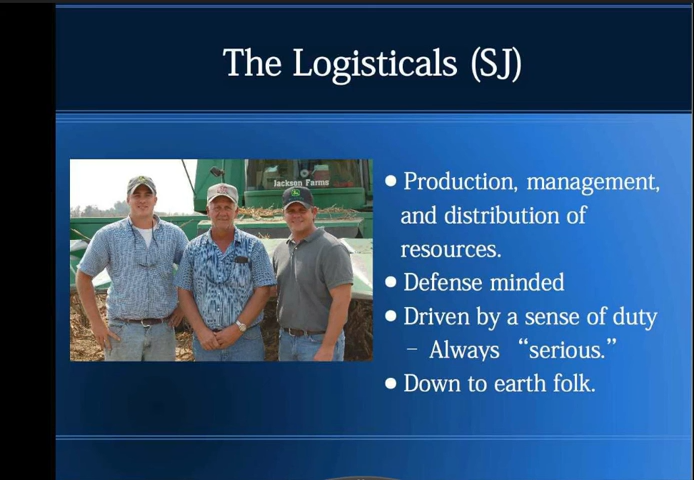 The Logisticals (SJ)
Jackson Farms
• Production, management,
and distribution of
resources.
• Defense minded
• Driven by a sense of duty
– Always “serious.”
• Down to earth folk.